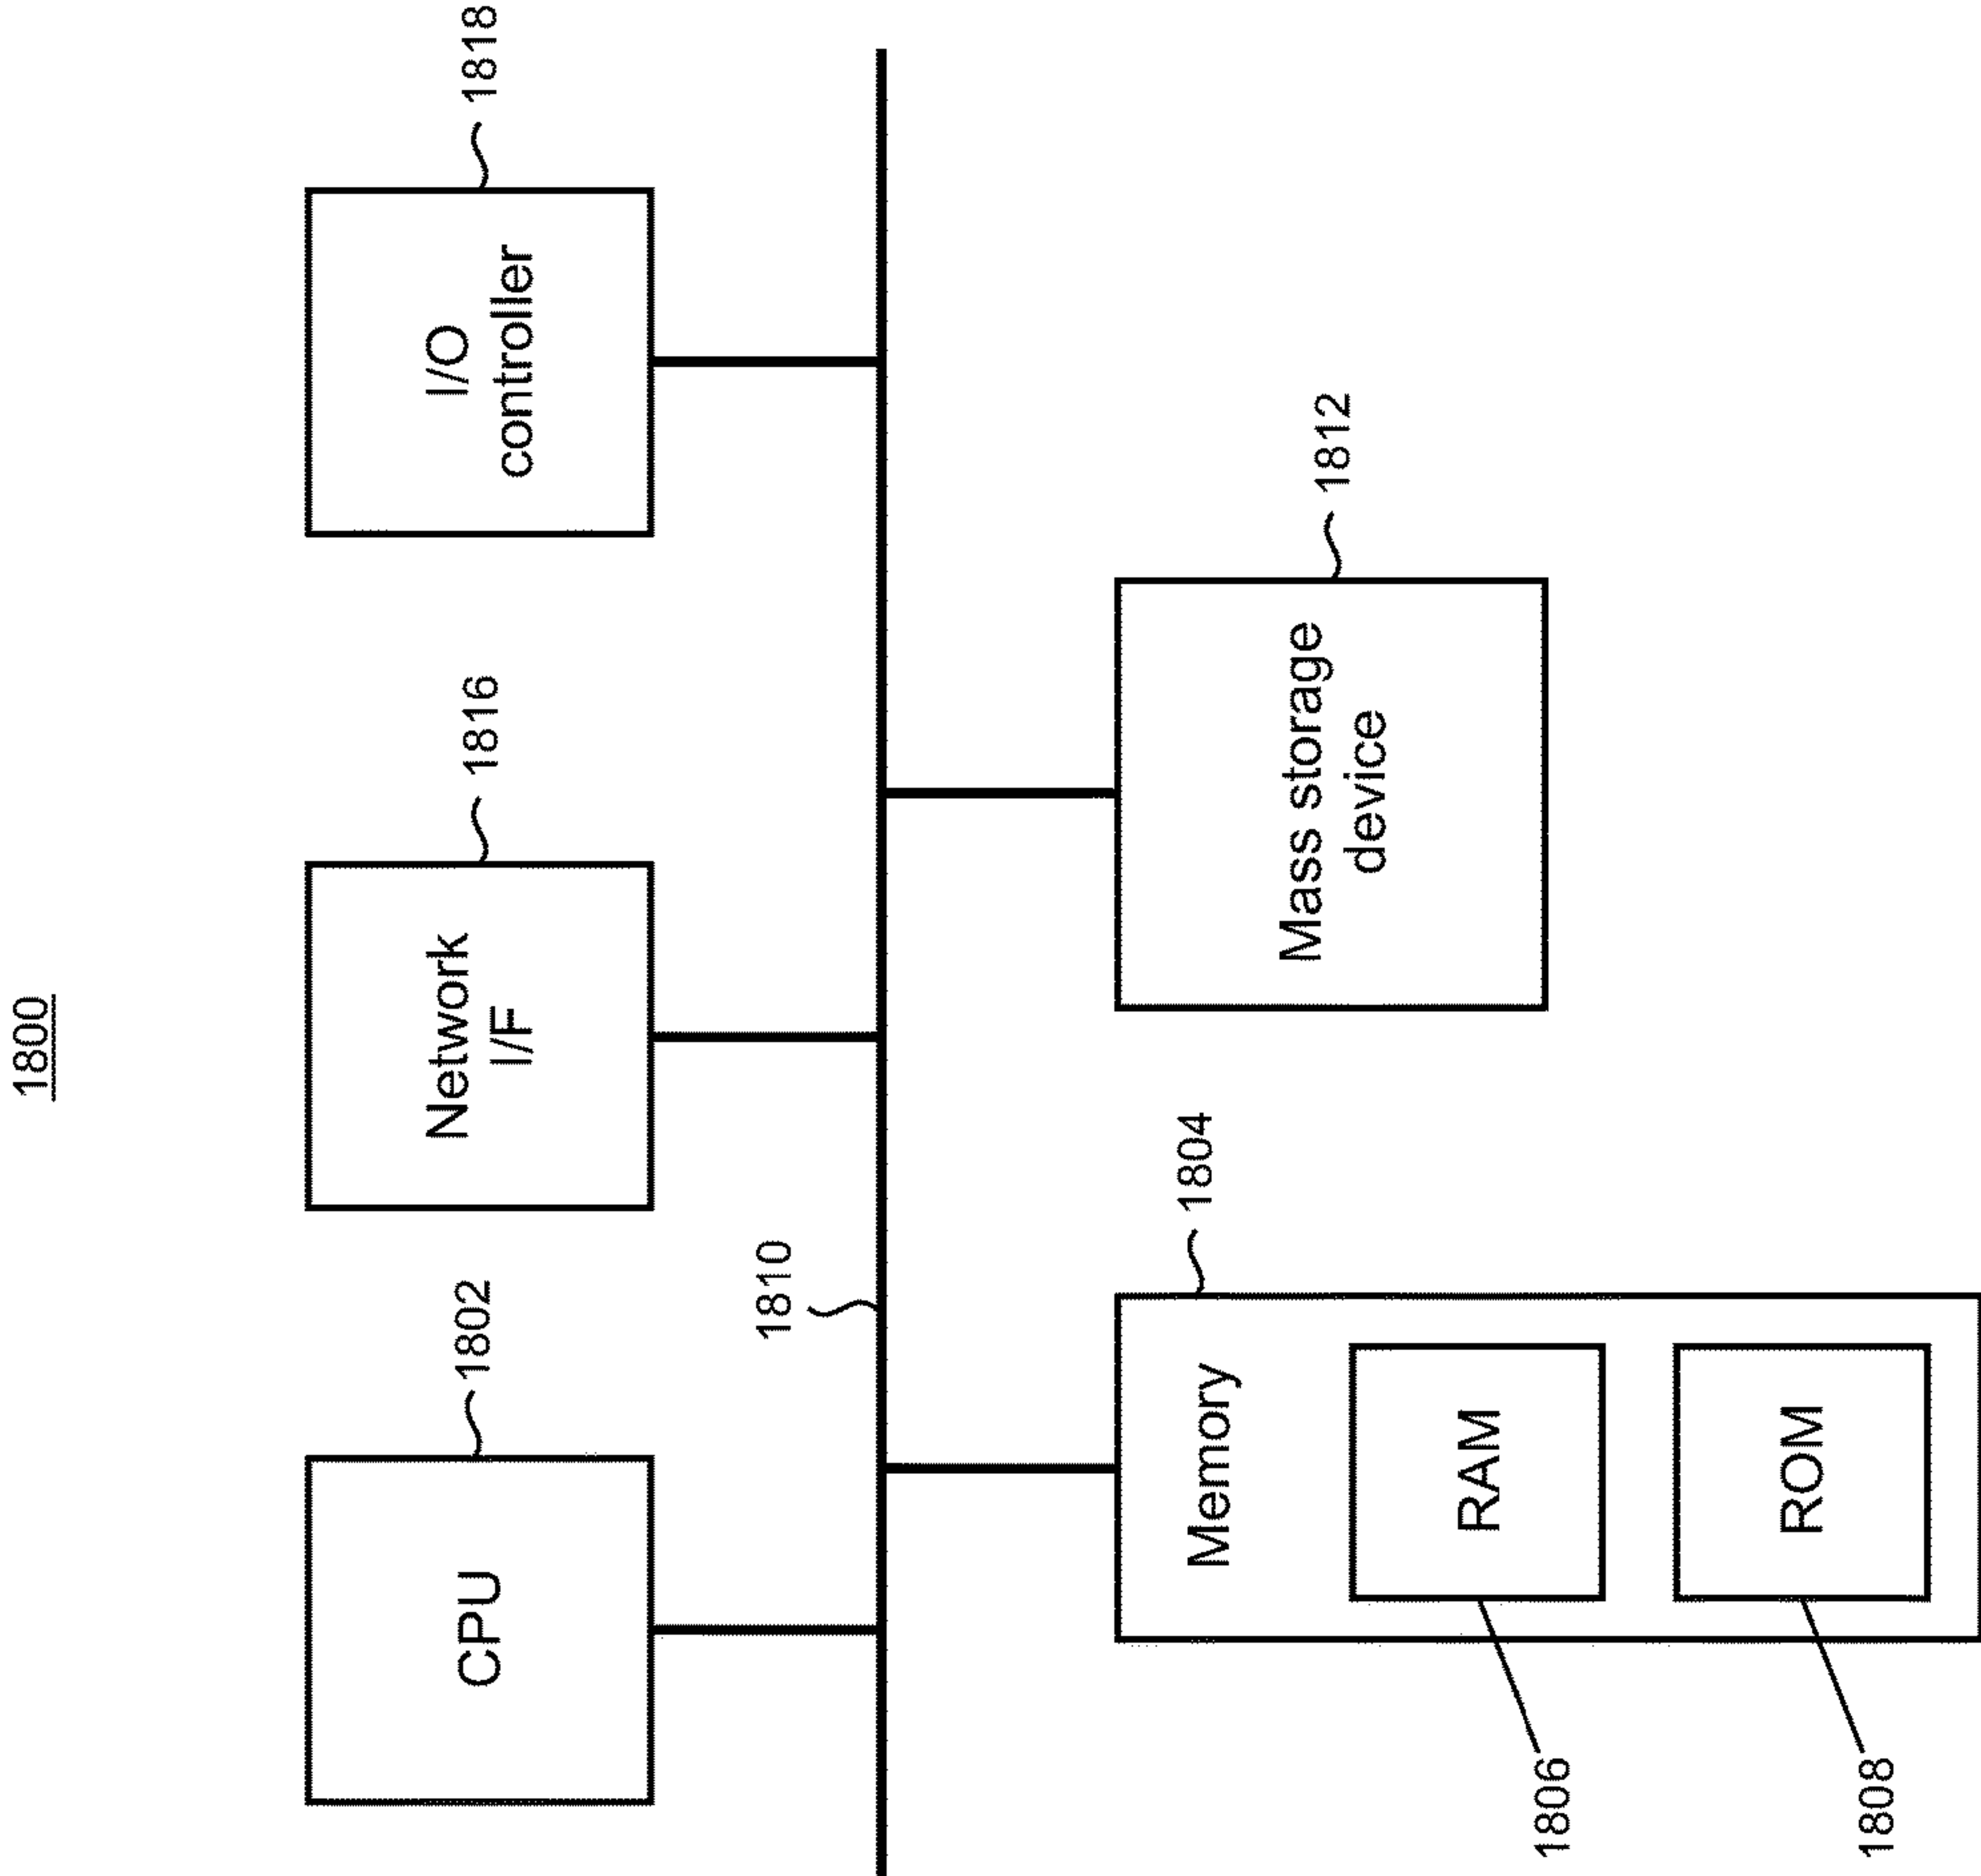 1800
CPU
1802
Network
I/F
1816
I/O
controller
1818
1810
Memory
1804
RAM
1806
ROM
1808
Mass storage
device
1812